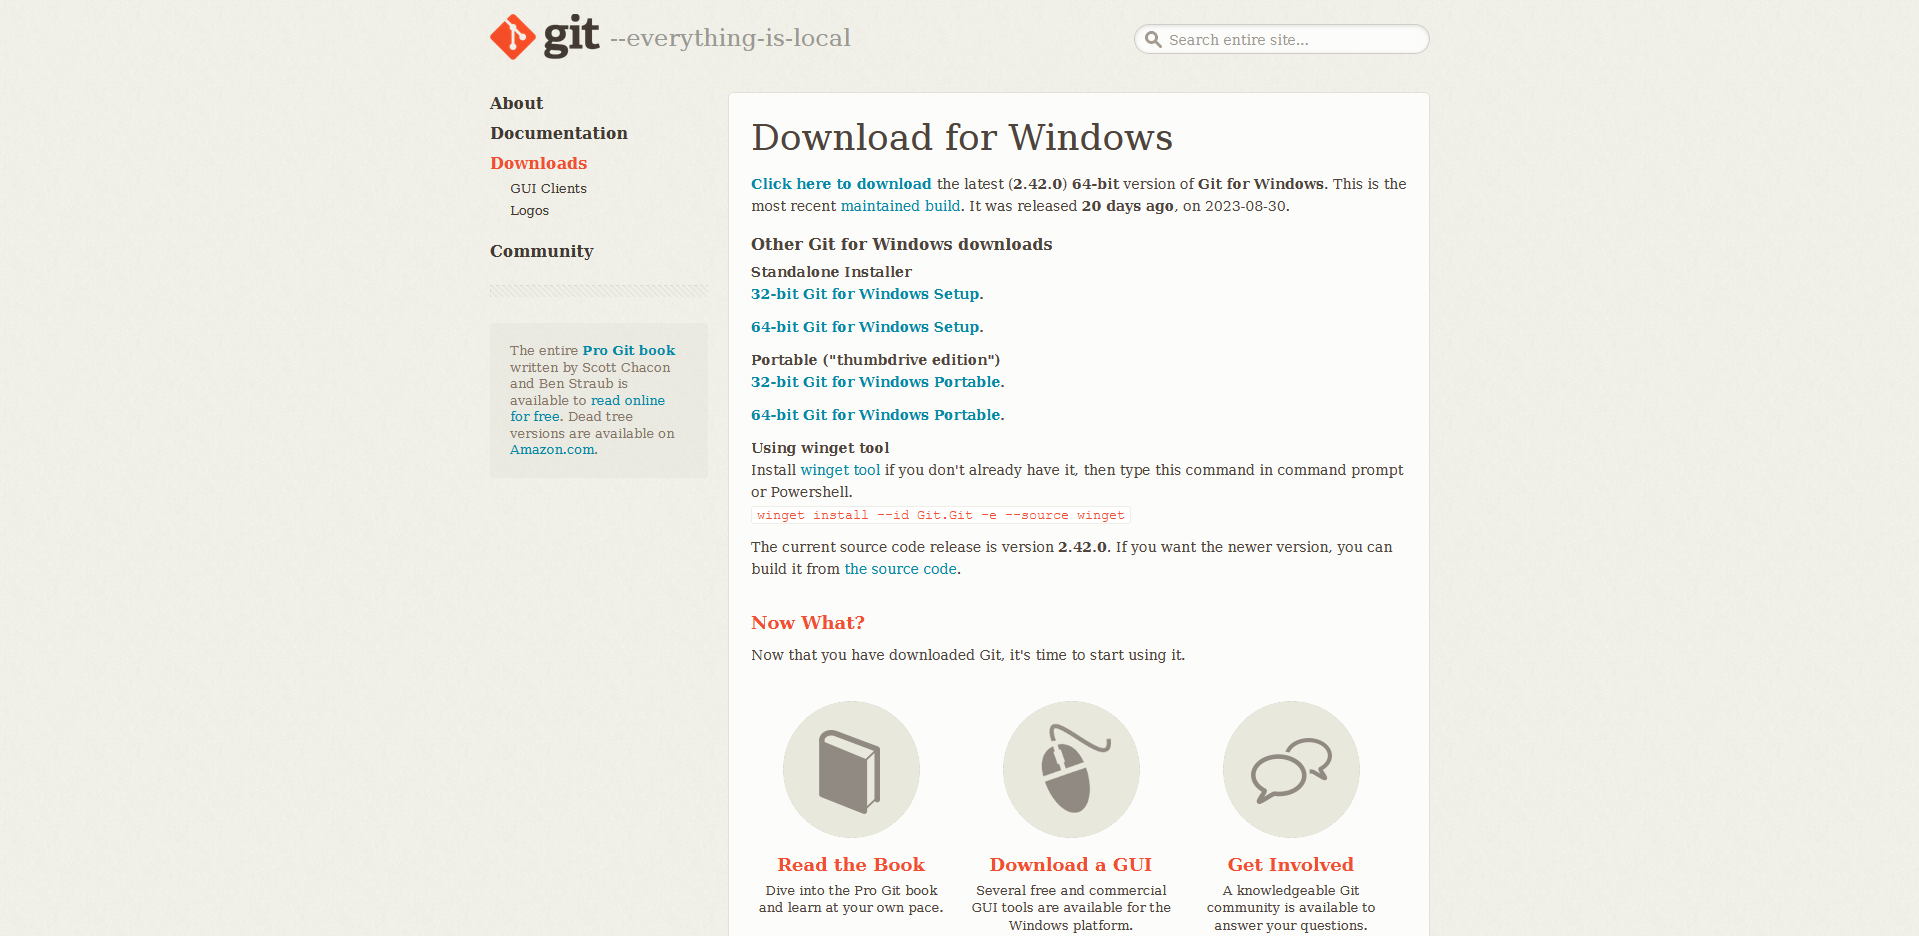 git --everything-is-local
Search entire site...
About
Documentation
Downloads
GUI Clients
Logos
Community
The entire Pro Git book
written by Scott Chacon
and Ben Straub is
available to read online
for free. Dead tree
versions are available on
Amazon.com.
Download for Windows
Click here to download the latest (2.42.0) 64-bit version of Git for Windows. This is the
most recent maintained build. It was released 20 days ago, on 2023-08-30.
Other Git for Windows downloads
Standalone Installer
32-bit Git for Windows Setup.
64-bit Git for Windows Setup.
Portable ("thumbdrive edition")
32-bit Git for Windows Portable.
64-bit Git for Windows Portable.
Using winget tool
Install winget tool if you don't already have it, then type this command in command prompt
or Powershell.
winget install --id Git.Git -e --source winget
The current source code release is version 2.42.0. If you want the newer version, you can
build it from the source code.
Now What?
Now that you have downloaded Git, it's time to start using it.
Read the Book
Dive into the Pro Git book
and learn at your own pace.
Download a GUI
Several free and commercial
GUI tools are available for the
Windows platform.
Get Involved
A knowledgeable Git
community is available to
answer your questions.